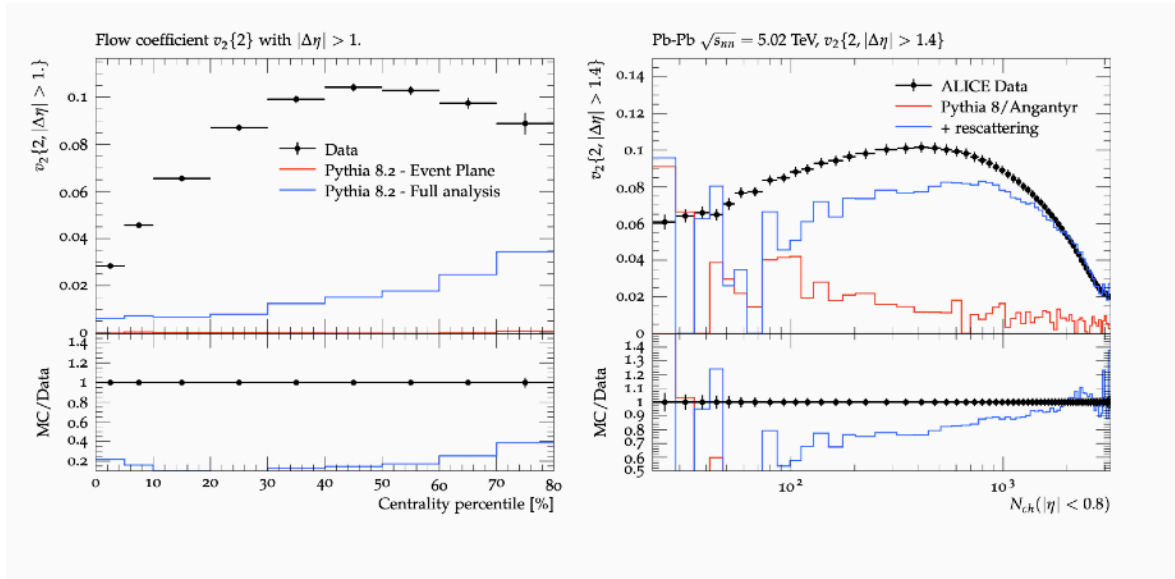 Flow coefficient v₂{2} with |Δη| > 1.
v₂{2, |Δη| > 1.}
0.1
0.08
0.06
0.04
0.02
0
Data
Pythia 8.2 - Event Plane
Pythia 8.2 - Full analysis
MC/Data
1.4
1.2
1
0.8
0.6
0.4
0.2
0 10 20 30 40 50 60 70 80
Centrality percentile [%]
Pb-Pb √sₙₙ = 5.02 TeV, v₂{2, |Δη| > 1.4}
v₂{2, |Δη| > 1.4}
0.14
0.12
0.1
0.08
0.06
0.04
0.02
0
ALICE Data
Pythia 8/Angantyr
+ rescattering
MC/Data
1.4
1.3
1.2
1.1
1
0.9
0.8
0.7
0.6
0.5
10² 10³
N_ch(|η| < 0.8)